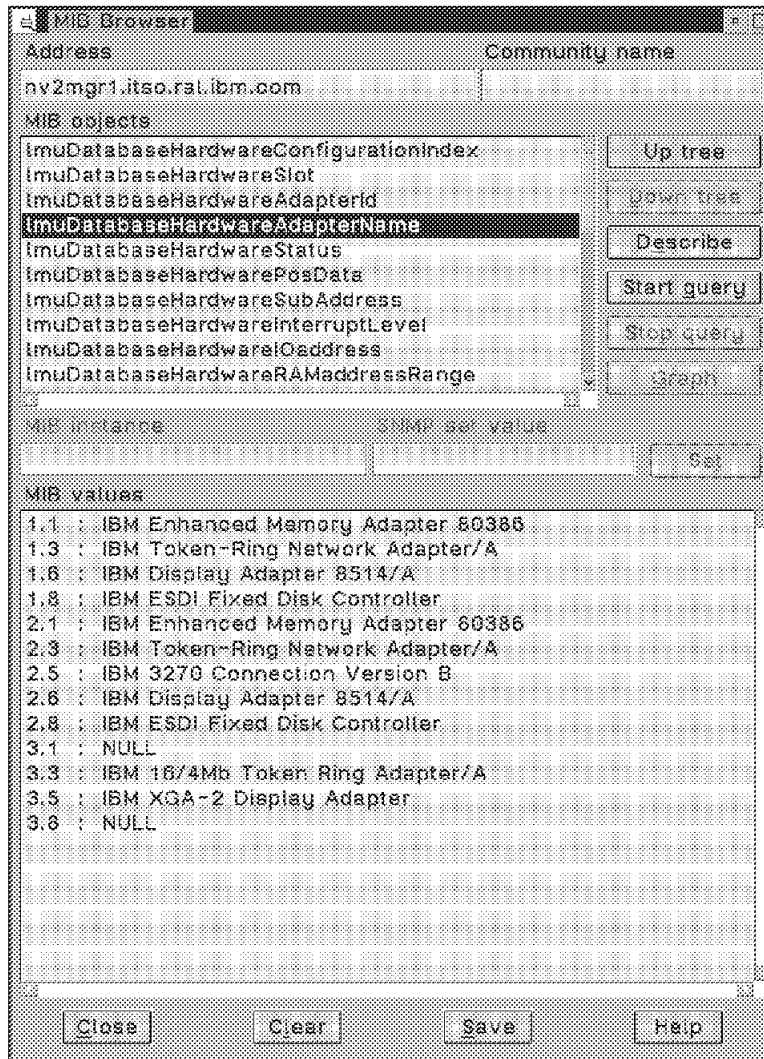 MIB Browser
Address Community name
nv2mgr1.itso.ral.ibm.com
MIB objects
lmuDatabaseHardwareConfigurationIndex
lmuDatabaseHardwareSlot
lmuDatabaseHardwareAdapterId
lmuDatabaseHardwareAdapterName
lmuDatabaseHardwareStatus
lmuDatabaseHardwarePosData
lmuDatabaseHardwareSubAddress
lmuDatabaseHardwareInterruptLevel
lmuDatabaseHardwareIOaddress
lmuDatabaseHardwareRAMaddressRange
Up tree
Down tree
Describe
Start query
Stop query
Graph
MIB instance SNMP set value
Set
MIB values
1.1 : IBM Enhanced Memory Adapter 80386
1.3 : IBM Token-Ring Network Adapter/A
1.6 : IBM Display Adapter 8514/A
1.8 : IBM ESDI Fixed Disk Controller
2.1 : IBM Enhanced Memory Adapter 80386
2.3 : IBM Token-Ring Network Adapter/A
2.5 : IBM 3270 Connection Version B
2.6 : IBM Display Adapter 8514/A
2.8 : IBM ESDI Fixed Disk Controller
3.1 : NULL
3.3 : IBM 16/4Mb Token Ring Adapter/A
3.5 : IBM XGA-2 Display Adapter
: NULL
Close Clear Save Help